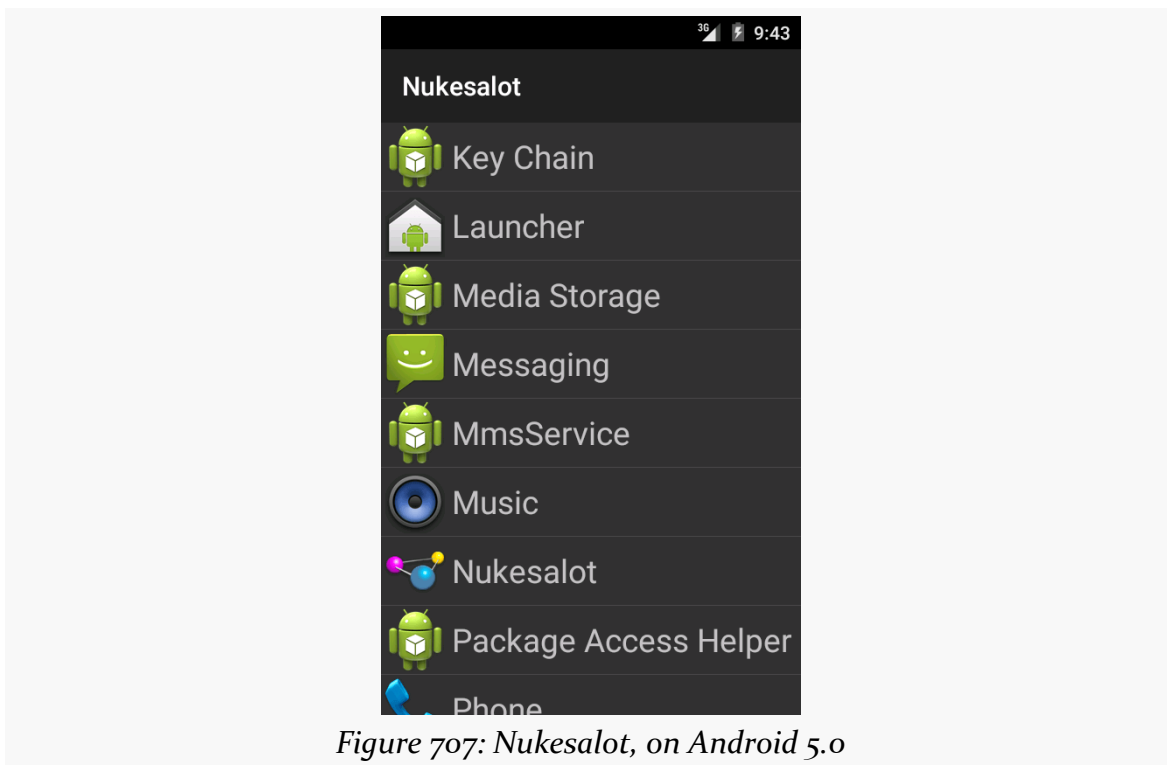 3G 9:43
Nukesalot
Key Chain
Launcher
Media Storage
Messaging
MmsService
Music
Nukesalot
Package Access Helper
Phone
Figure 707: Nukesalot, on Android 5.0